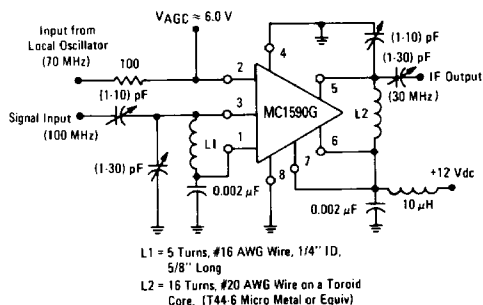 Input from
Local Oscillator
(70 MHz)
VAGC ≈ 6.0 V
100
2
4
(1-10) pF
(1-30) pF
IF Output
(30 MHz)
5
(1-10) pF
Signal Input
(100 MHz)
3
MC1590G
L2
L1
1
6
(1-30) pF
7
8
+12 Vdc
0.002 µF
0.002 µF
10 µH
L1 = 5 Turns, #16 AWG Wire, 1/4" ID,
5/8" Long
L2 = 16 Turns, #20 AWG Wire on a Toroid
Core, (T44-6 Micro Metal or Equiv)